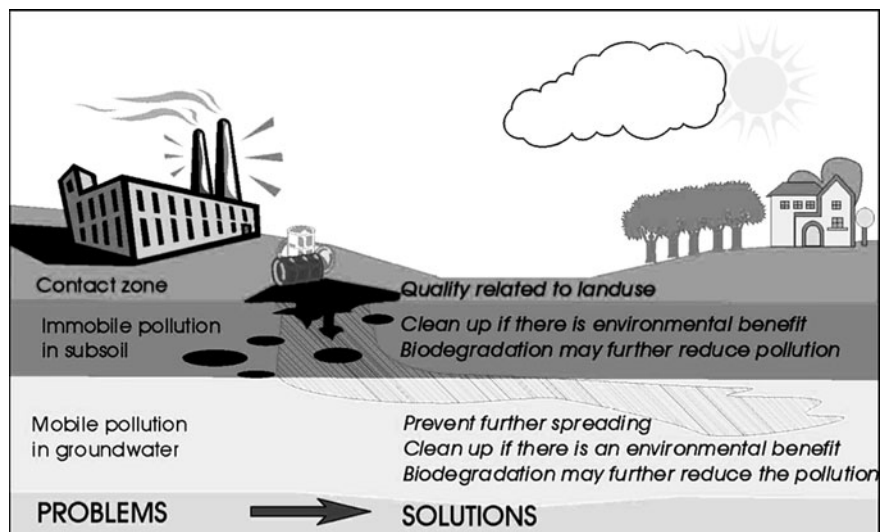 Contact zone
Quality related to landuse
Immobile pollution
in subsoil
Clean up if there is environmental benefit
Biodegradation may further reduce pollution
Mobile pollution
in groundwater
Prevent further spreading
Clean up if there is an environmental benefit
Biodegradation may further reduce the pollution
PROBLEMS
SOLUTIONS